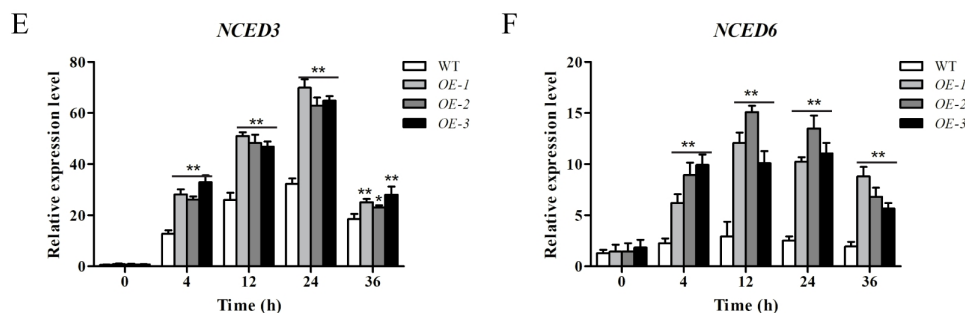 E
NCED3
Relative expression level
80
60
40
20
0
**
**
**
** * **
0 4 12 24 36
Time (h)
WT
OE-1
OE-2
OE-3
F
NCED6
Relative expression level
20
15
10
5
0
**
**
**
**
0 4 12 24 36
Time (h)
WT
OE-1
OE-2
OE-3